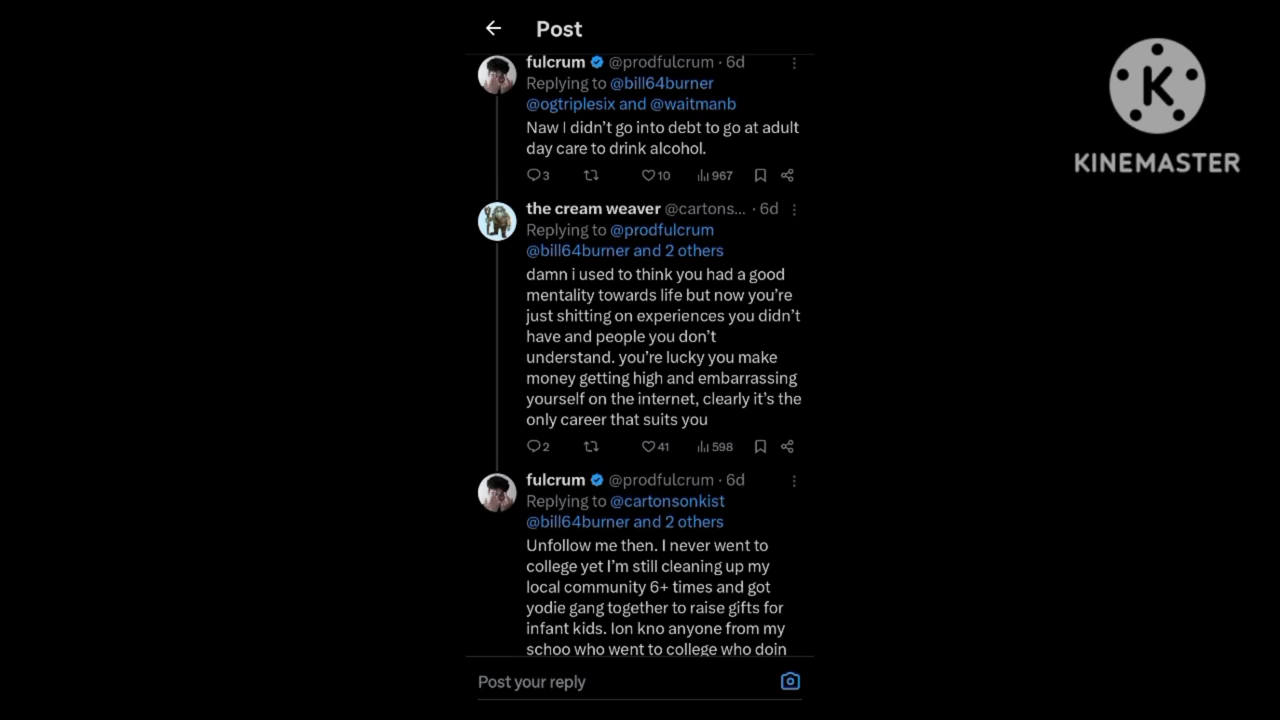 Post
fulcrum @prodfulcrum · 6d
Replying to @bill64burner
@ogtriplesix and @waitmanb
Naw I didn't go into debt to go at adult
day care to drink alcohol.
3 10 967
the cream weaver @cartons... · 6d
Replying to @prodfulcrum
@bill64burner and 2 others
damn i used to think you had a good
mentality towards life but now you're
just shitting on experiences you didn't
have and people you don't
understand. you're lucky you make
money getting high and embarrassing
yourself on the internet, clearly it's the
only career that suits you
2 41 598
fulcrum @prodfulcrum · 6d
Replying to @cartonsonkist
@bill64burner and 2 others
Unfollow me then. I never went to
college yet I'm still cleaning up my
local community 6+ times and got
yodie gang together to raise gifts for
infant kids. Ion kno anyone from my
schoo who went to college who doin
Post your reply
K
KINEMASTER